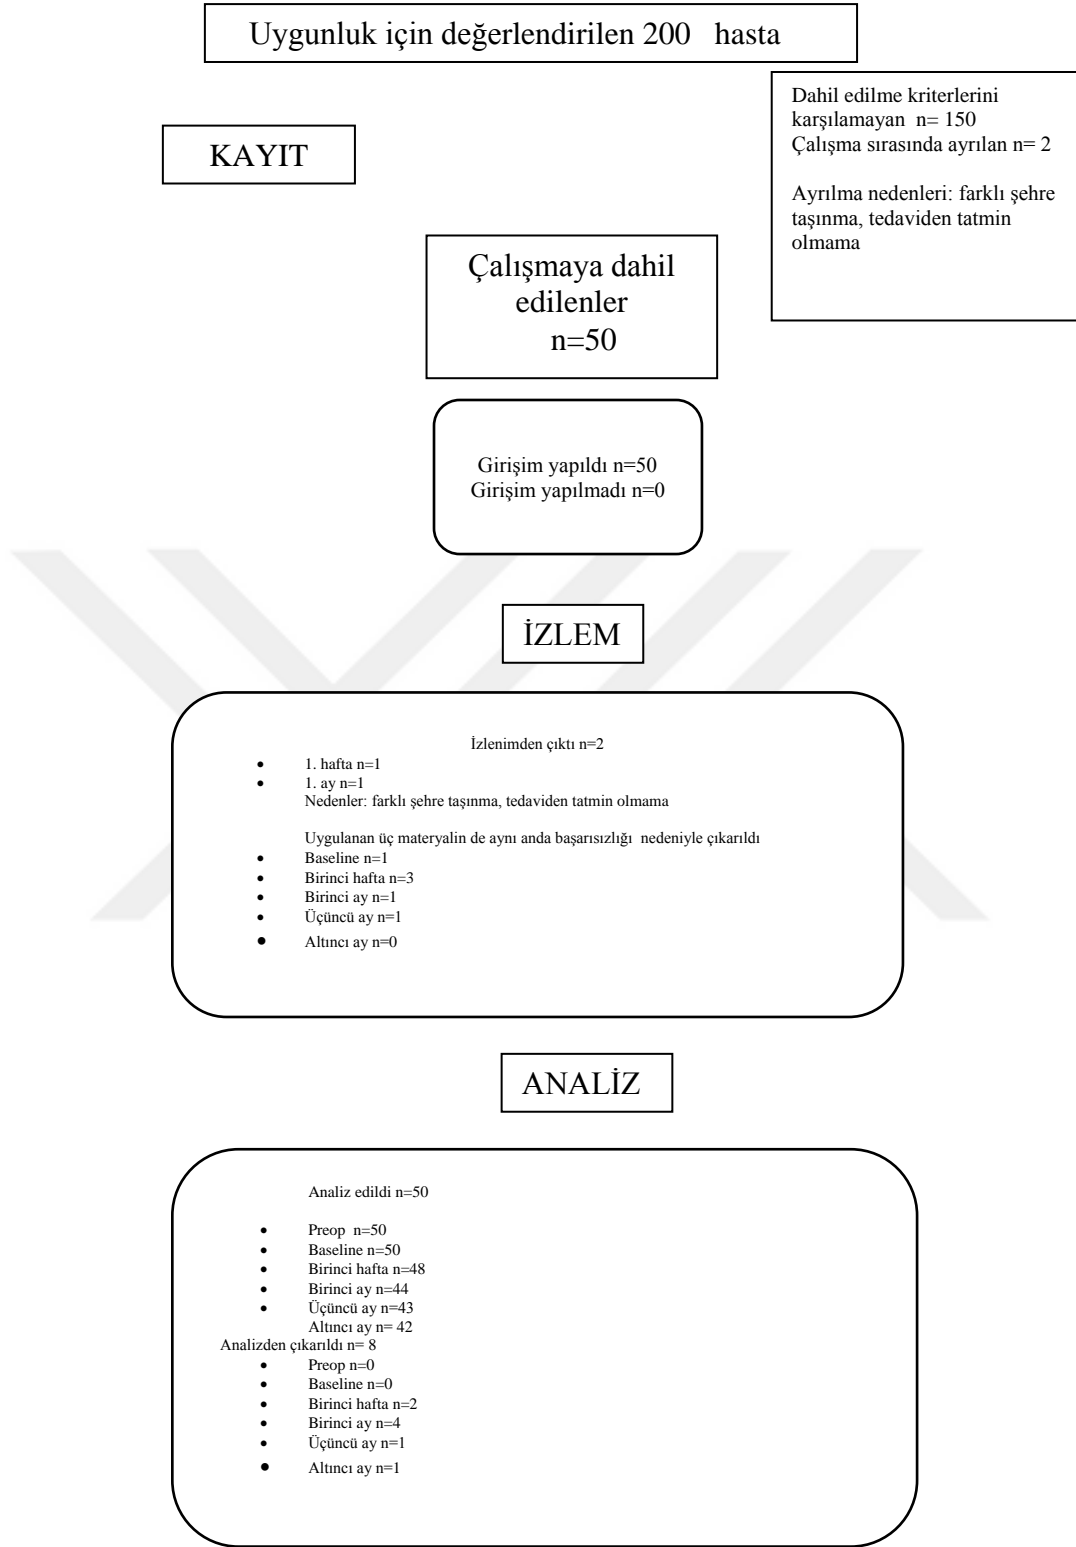 Uygunluk için değerlendirilen 200 hasta
Dahil edilme kriterlerini
karşılamayan n= 150
Çalışma sırasında ayrılan n= 2
Ayrılma nedenleri: farklı şehre
taşınma, tedaviden tatmin
olmama
KAYIT
Çalışmaya dahil
edilenler
n=50
Girişim yapıldı n=50
Girişim yapılmadı n=0
İZLEM
İzlenimden çıktı n=2
• 1. hafta n=1
• 1. ay n=1
Nedenler: farklı şehre taşınma, tedaviden tatmin olmama
Uygulanan üç materyalin de aynı anda başarısızlığı nedeniyle çıkarıldı
• Baseline n=1
• Birinci hafta n=3
• Birinci ay n=1
• Üçüncü ay n=1
• Altıncı ay n=0
ANALİZ
Analiz edildi n=50
• Preop n=50
• Baseline n=50
• Birinci hafta n=48
• Birinci ay n=44
• Üçüncü ay n=43
Altıncı ay n= 42
Analizden çıkarıldı n= 8
• Preop n=0
• Baseline n=0
• Birinci hafta n=2
• Birinci ay n=4
• Üçüncü ay n=1
• Altıncı ay n=1